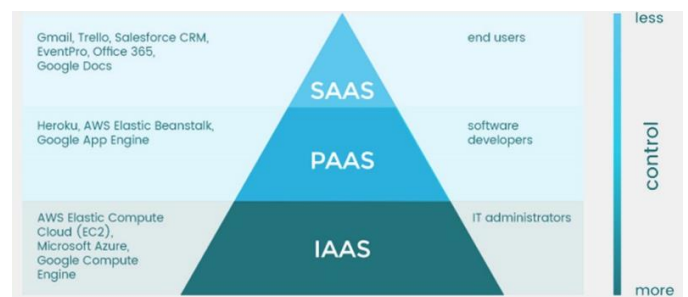 Gmail, Trello, Salesforce CRM,
EventPro, Office 365,
Google Docs
SAAS
end users
less
Heroku, AWS Elastic Beanstalk,
Google App Engine
PAAS
software
developers
control
AWS Elastic Compute
Cloud (EC2),
Microsoft Azure,
Google Compute
Engine
IAAS
IT administrators
more